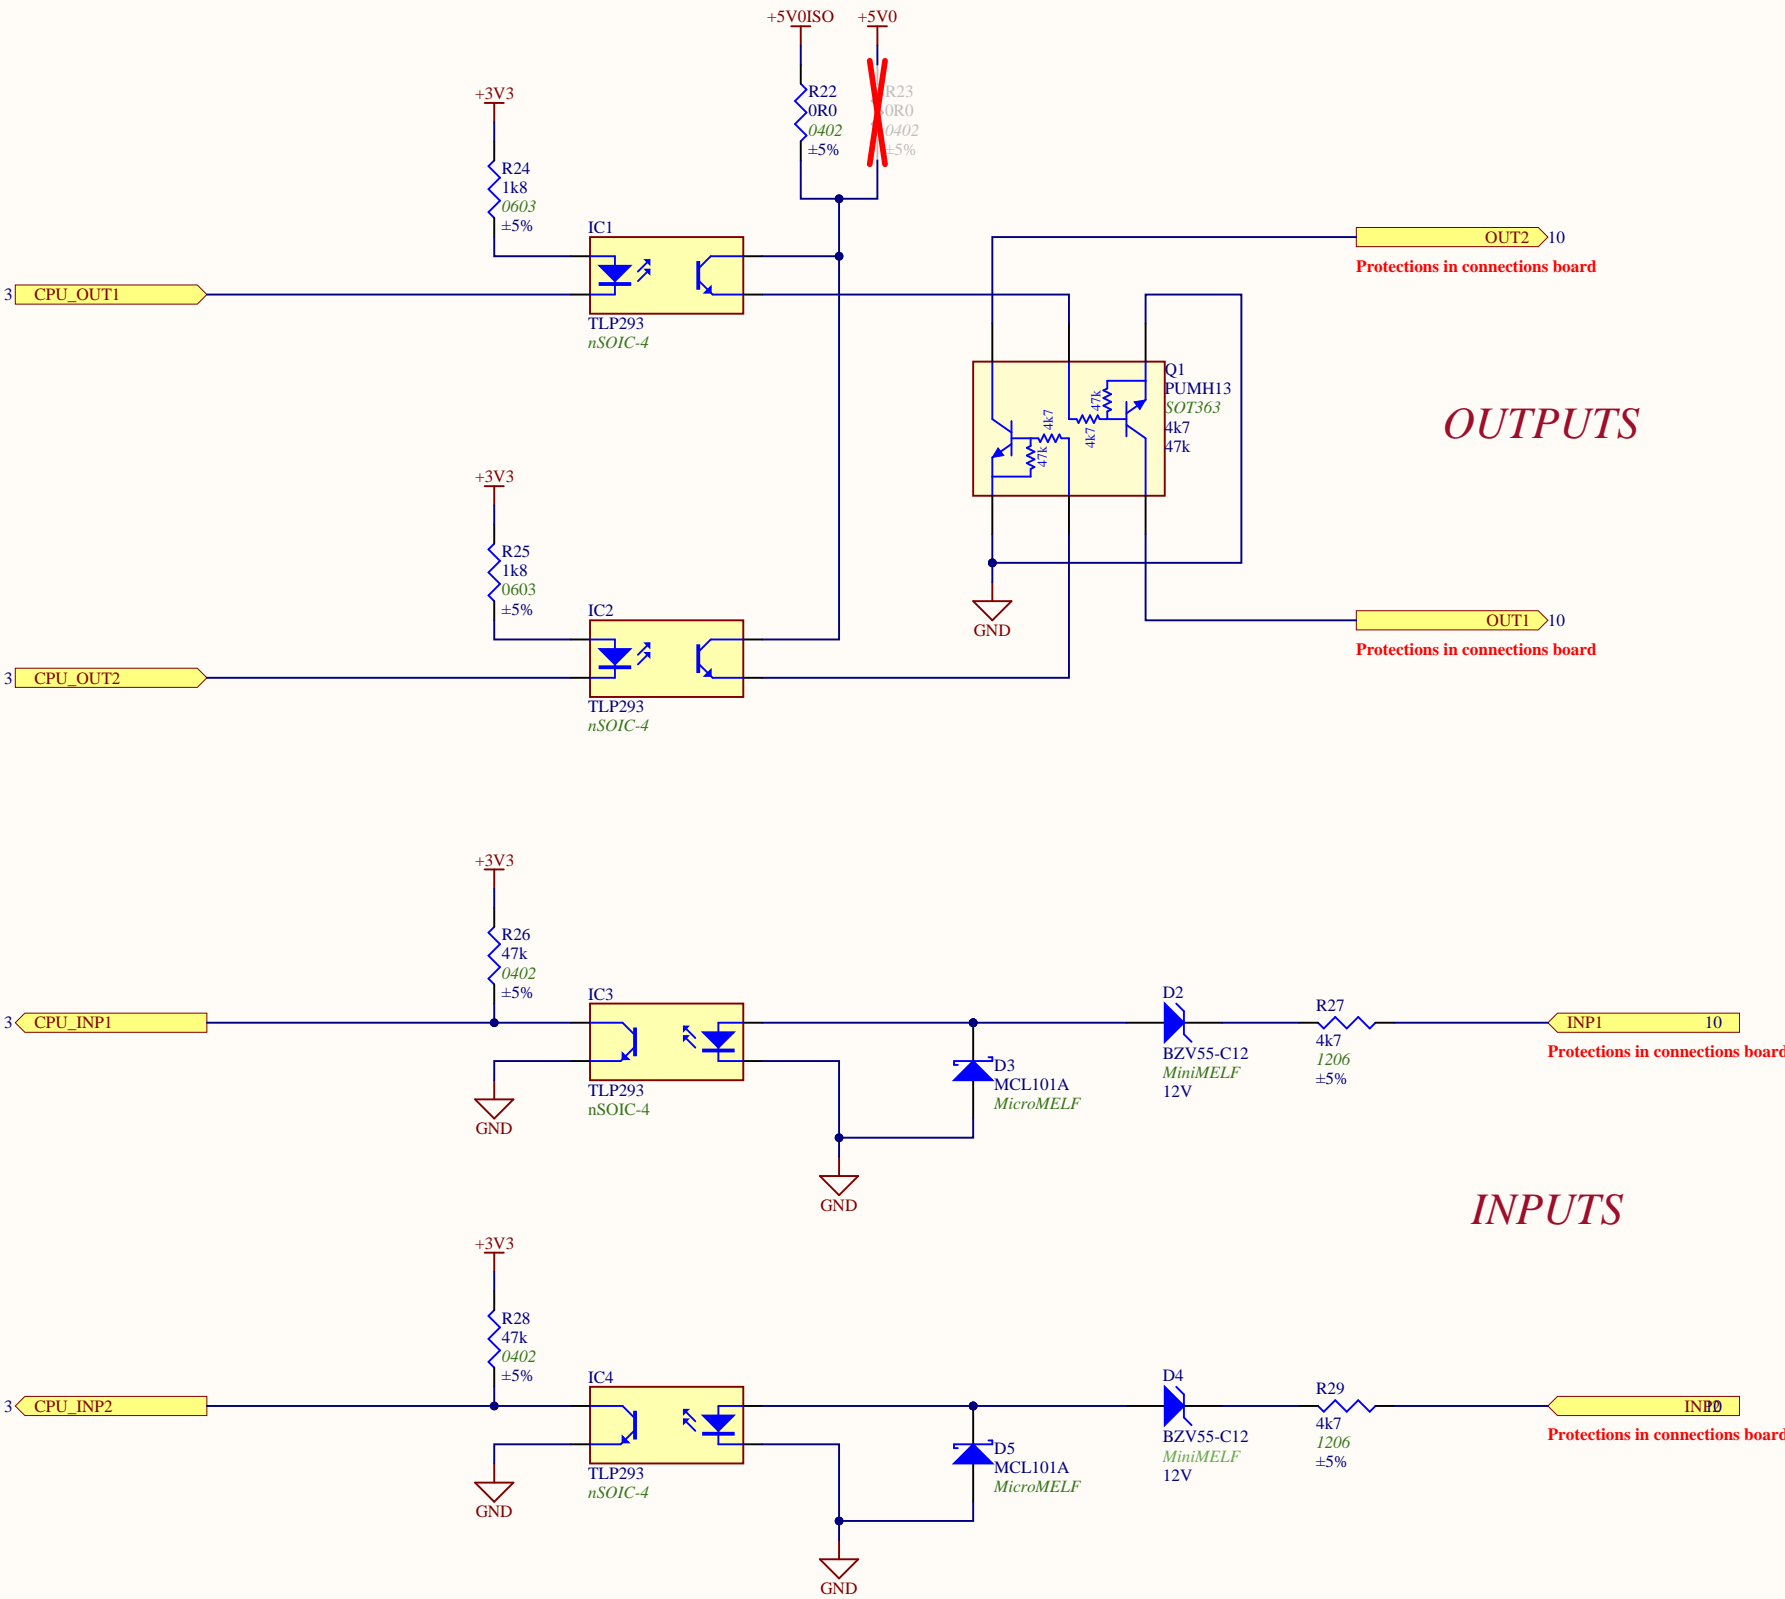 +5V0ISO
+5V0
R22
0R0
0402
±5%
R23
0R0
0402
±5%
+3V3
R24
1k8
0603
±5%
IC1
TLP293
nSOIC-4
3
CPU_OUT1
OUT2
10
Protections in connections board
Q1
PUMH13
SOT363
4k7
47k
47k
4k7
4k7
47k
OUTPUTS
GND
+3V3
R25
1k8
0603
±5%
IC2
TLP293
nSOIC-4
3
CPU_OUT2
OUT1
10
Protections in connections board
+3V3
R26
47k
0402
±5%
IC3
TLP293
nSOIC-4
3
CPU_INP1
GND
D3
MCL101A
MicroMELF
D2
BZV55-C12
MiniMELF
12V
R27
4k7
1206
±5%
INP1
10
Protections in connections board
GND
INPUTS
+3V3
R28
47k
0402
±5%
IC4
TLP293
nSOIC-4
3
CPU_INP2
GND
D5
MCL101A
MicroMELF
D4
BZV55-C12
MiniMELF
12V
R29
4k7
1206
±5%
INP2
10
Protections in connections board
GND